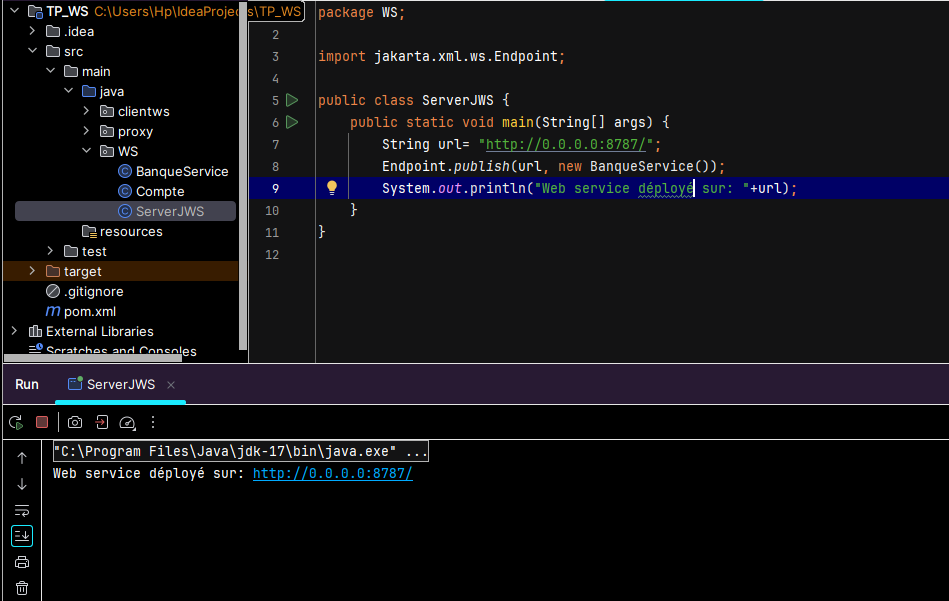 TP_WS C:\Users\Hp\IdeaProjects\TP_WS
.idea
src
main
java
clientws
proxy
WS
BanqueService
Compte
ServerJWS
resources
test
target
.gitignore
pom.xml
External Libraries
Scratches and Consoles
package WS;
2
3 import jakarta.xml.ws.Endpoint;
4
5 public class ServerJWS {
6 public static void main(String[] args) {
7 String url= "http://0.0.0.0:8787/";
8 Endpoint.publish(url, new BanqueService());
9 System.out.println("Web service déployé sur: "+url);
10 }
11 }
12
Run ServerJWS
"C:\Program Files\Java\jdk-17\bin\java.exe" ...
Web service déployé sur: http://0.0.0.0:8787/